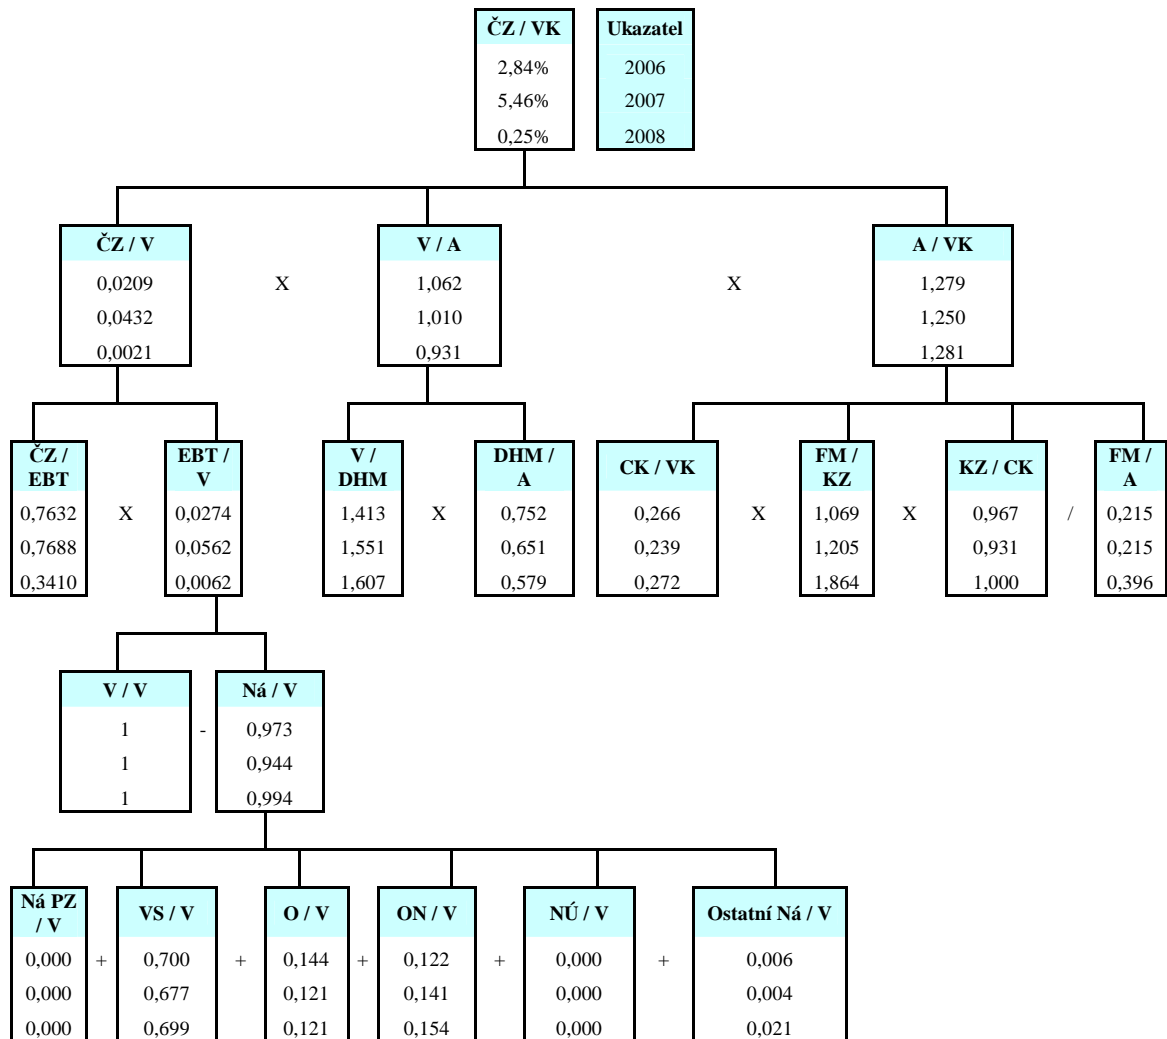 ČZ / VK Ukazatel
2,84% 2006
5,46% 2007
0,25% 2008
ČZ / V V / A A / VK
0,0209 X 1,062 X 1,279
0,0432 1,010 1,250
0,0021 0,931 1,281
ČZ / EBT / V / DHM / CK / VK FM / KZ / CK FM /
EBT V DHM A KZ A
0,7632 X 0,0274 1,413 X 0,752 0,266 X 1,069 X 0,967 / 0,215
0,7688 0,0562 1,551 0,651 0,239 1,205 0,931 0,215
0,3410 0,0062 1,607 0,579 0,272 1,864 1,000 0,396
V / V Ná / V
1 - 0,973
1 0,944
1 0,994
Ná PZ VS / V O / V ON / V NÚ / V Ostatní Ná / V
/ V
0,000 + 0,700 + 0,144 + 0,122 + 0,000 + 0,006
0,000 0,677 0,121 0,141 0,000 0,004
0,000 0,699 0,121 0,154 0,000 0,021